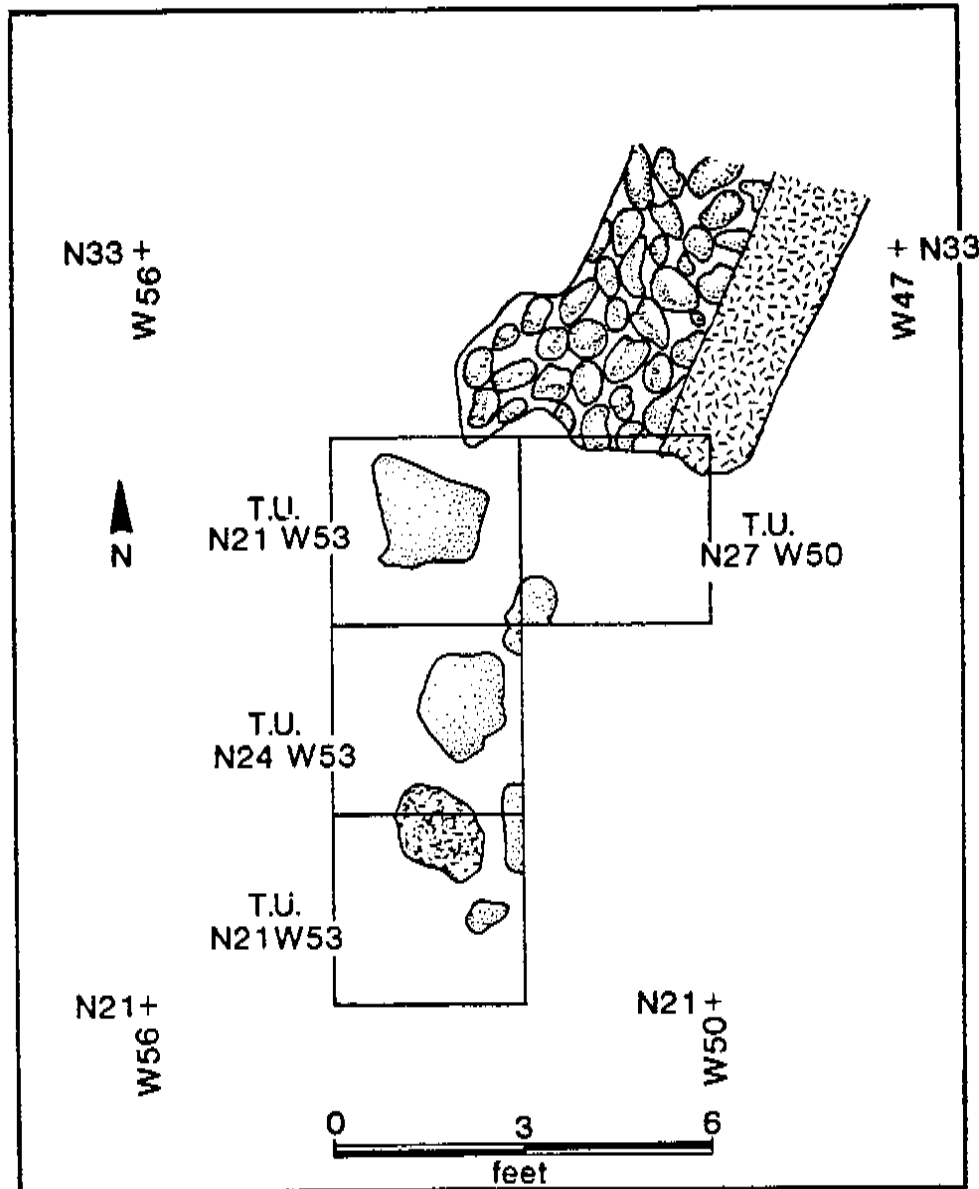 N33 +
W56
+ N33
W47
N
T.U.
N21 W53
T.U.
N27 W50
T.U.
N24 W53
T.U.
N21W53
N21+
W56
N21+
W50
0 3 6
feet